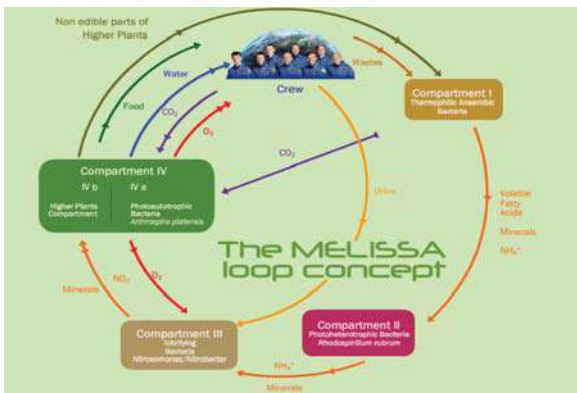 Non edible parts of
Higher Plants
Water
Food
CO₂
O₂
Crew
Wastes
Compartment I
Thermophilic Anaerobic
Bacteria
CO₂
Urine
Volatile
Fatty
Acids
Minerals
NH₄⁺
Compartment IV
IV b
IV a
Higher Plants
Compartment
Photoautotrophic
Bacteria
Arthrospira platensis
The MELISSA
loop concept
O₂
NO₃
Minerals
Compartment III
Nitrifying
Bacteria
Nitrosomonas/Nitrobacter
Compartment II
Photoheterotrophic Bacteria
Rhodospirillum rubrum
NH₄⁺
Minerals